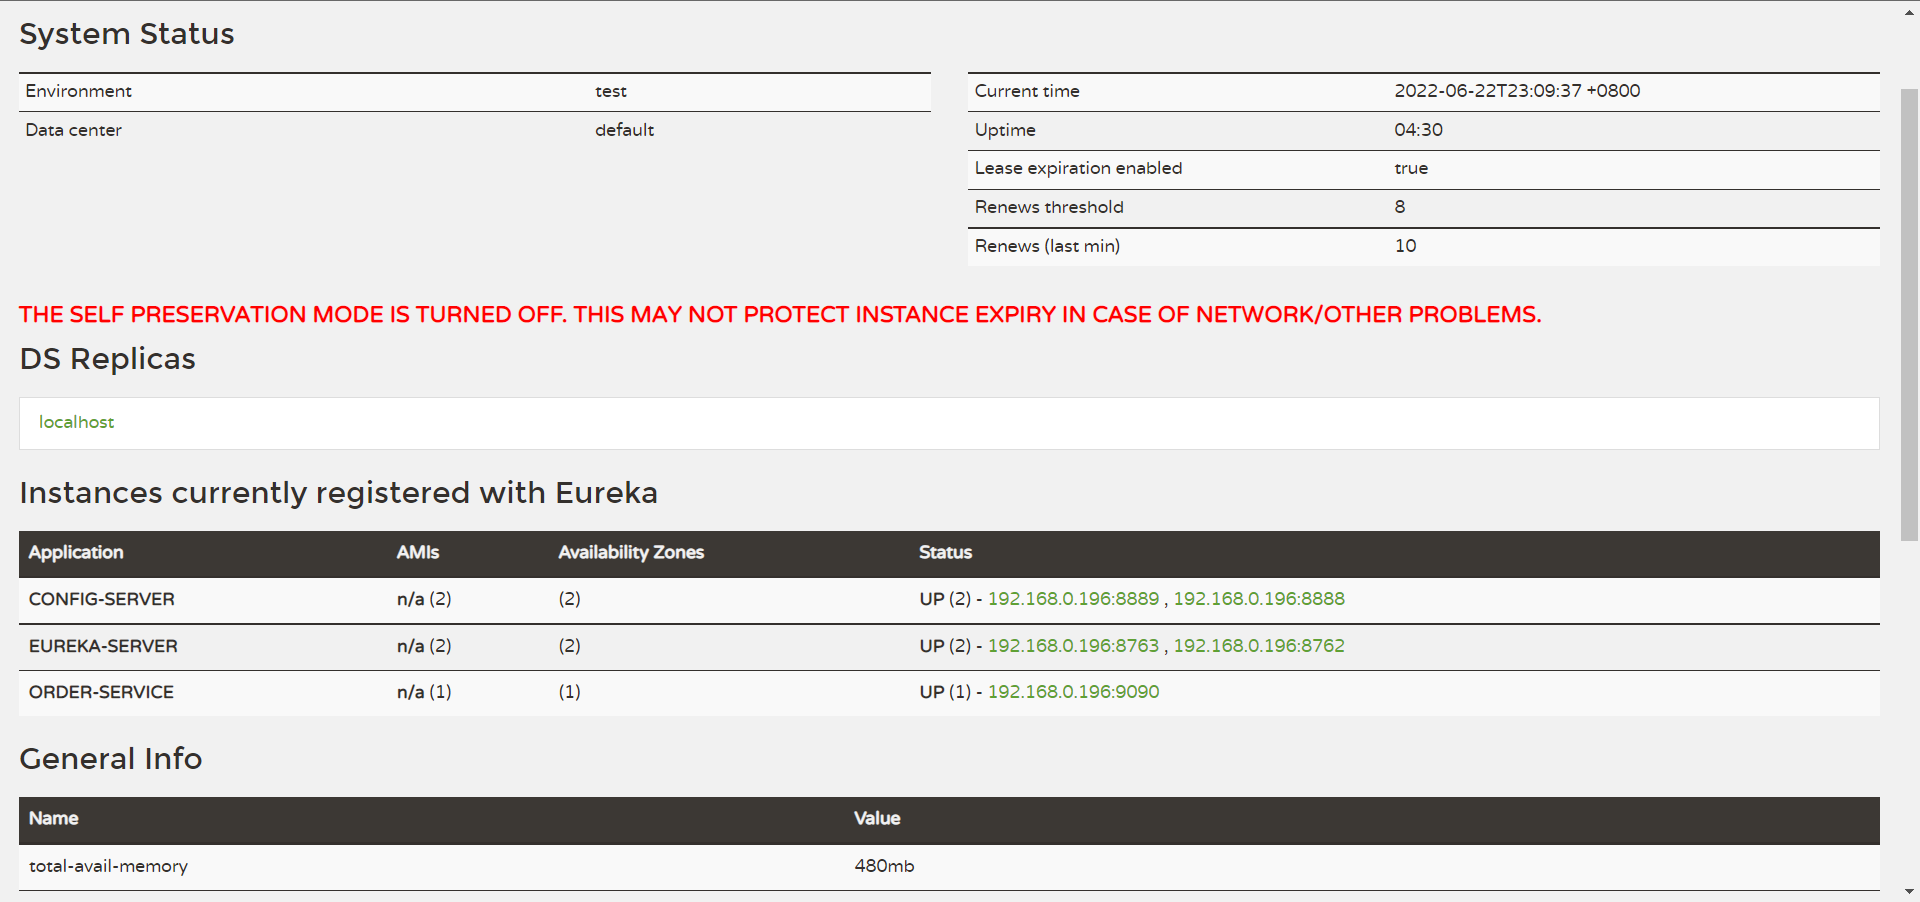 System Status
Environment test
Data center default
Current time 2022-06-22T23:09:37 +0800
Uptime 04:30
Lease expiration enabled true
Renews threshold 8
Renews (last min) 10
THE SELF PRESERVATION MODE IS TURNED OFF. THIS MAY NOT PROTECT INSTANCE EXPIRY IN CASE OF NETWORK/OTHER PROBLEMS.
DS Replicas
localhost
Instances currently registered with Eureka
Application AMIs Availability Zones Status
CONFIG-SERVER n/a (2) (2) UP (2) - 192.168.0.196:8889 , 192.168.0.196:8888
EUREKA-SERVER n/a (2) (2) UP (2) - 192.168.0.196:8763 , 192.168.0.196:8762
ORDER-SERVICE n/a (1) (1) UP (1) - 192.168.0.196:9090
General Info
Name Value
total-avail-memory 480mb